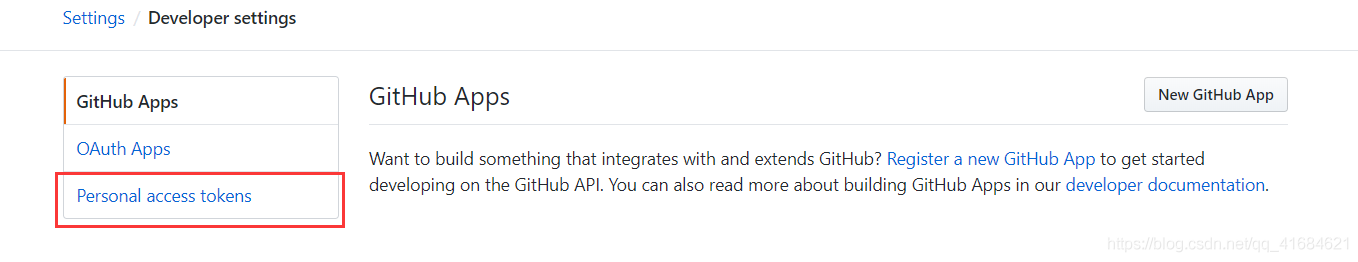 Settings / Developer settings
GitHub Apps
OAuth Apps
Personal access tokens
GitHub Apps
New GitHub App
Want to build something that integrates with and extends GitHub? Register a new GitHub App to get started
developing on the GitHub API. You can also read more about building GitHub Apps in our developer documentation.
https://blog.csdn.net/qq_41684621